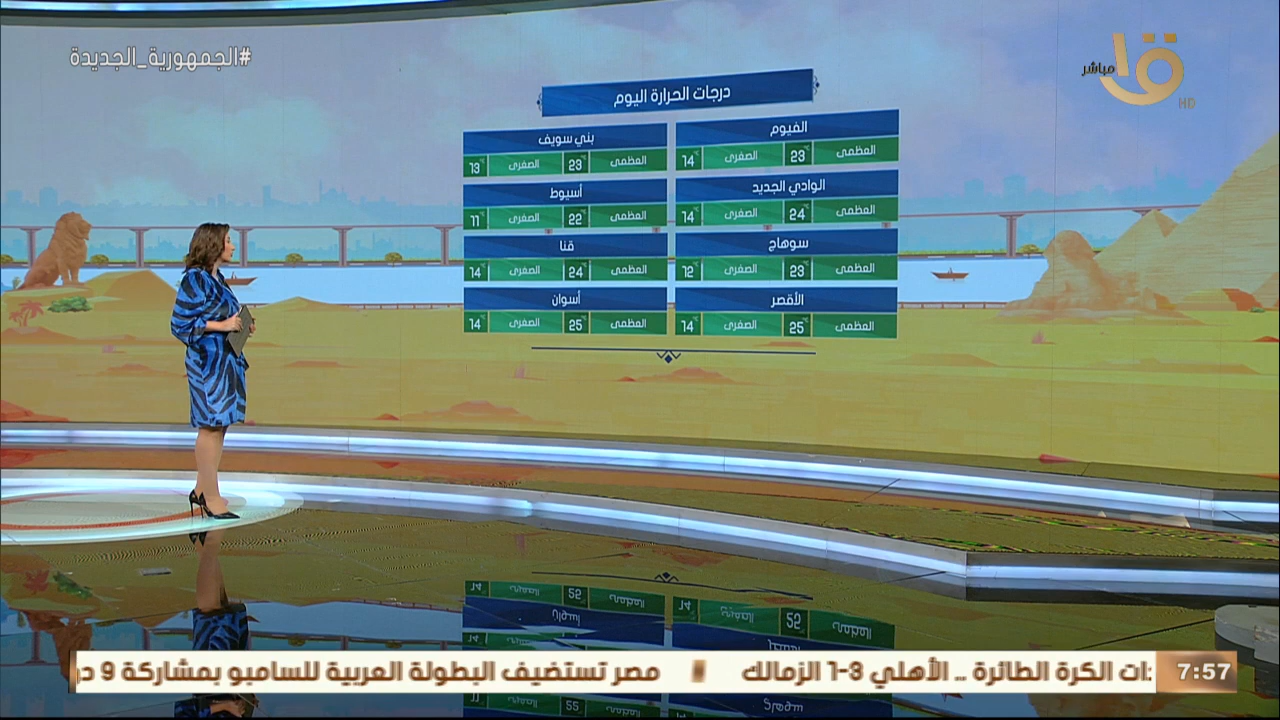 #الجمهورية_الجديدة
مباشر
HD
درجات الحرارة اليوم
الفيوم
العظمى 23 الصغرى 14
بني سويف
العظمى 23 الصغرى 13
الوادي الجديد
العظمى 24 الصغرى 14
أسيوط
العظمى 22 الصغرى 11
سوهاج
العظمى 23 الصغرى 12
قنا
العظمى 24 الصغرى 14
الأقصر
العظمى 25 الصغرى 14
أسوان
العظمى 25 الصغرى 14
7:57
الكرة الطائرة .. الأهلي 3-1 الزمالك
مصر تستضيف البطولة العربية للسامبو بمشاركة 9